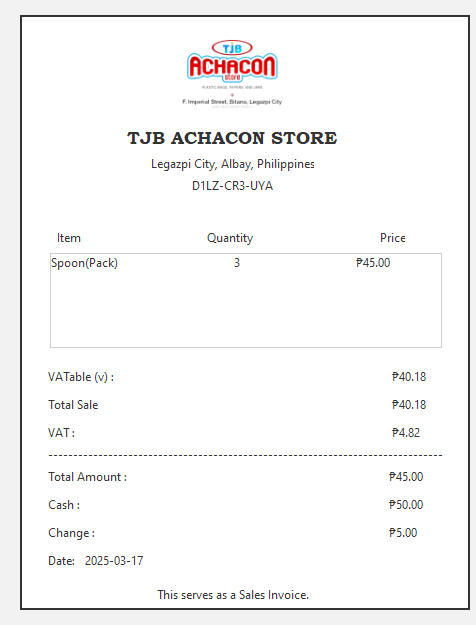 TJB
ACHACON
store
PLASTIC BAGS, PAPERS, AND LINEN
F. Imperial Street, Bitano, Legazpi City
TJB ACHACON STORE
Legazpi City, Albay, Philippines
D1LZ-CR3-UYA
Item Quantity Price
Spoon(Pack) 3 ₱45.00
VATable (v) : ₱40.18
Total Sale ₱40.18
VAT : ₱4.82
Total Amount : ₱45.00
Cash : ₱50.00
Change : ₱5.00
Date: 2025-03-17
This serves as a Sales Invoice.